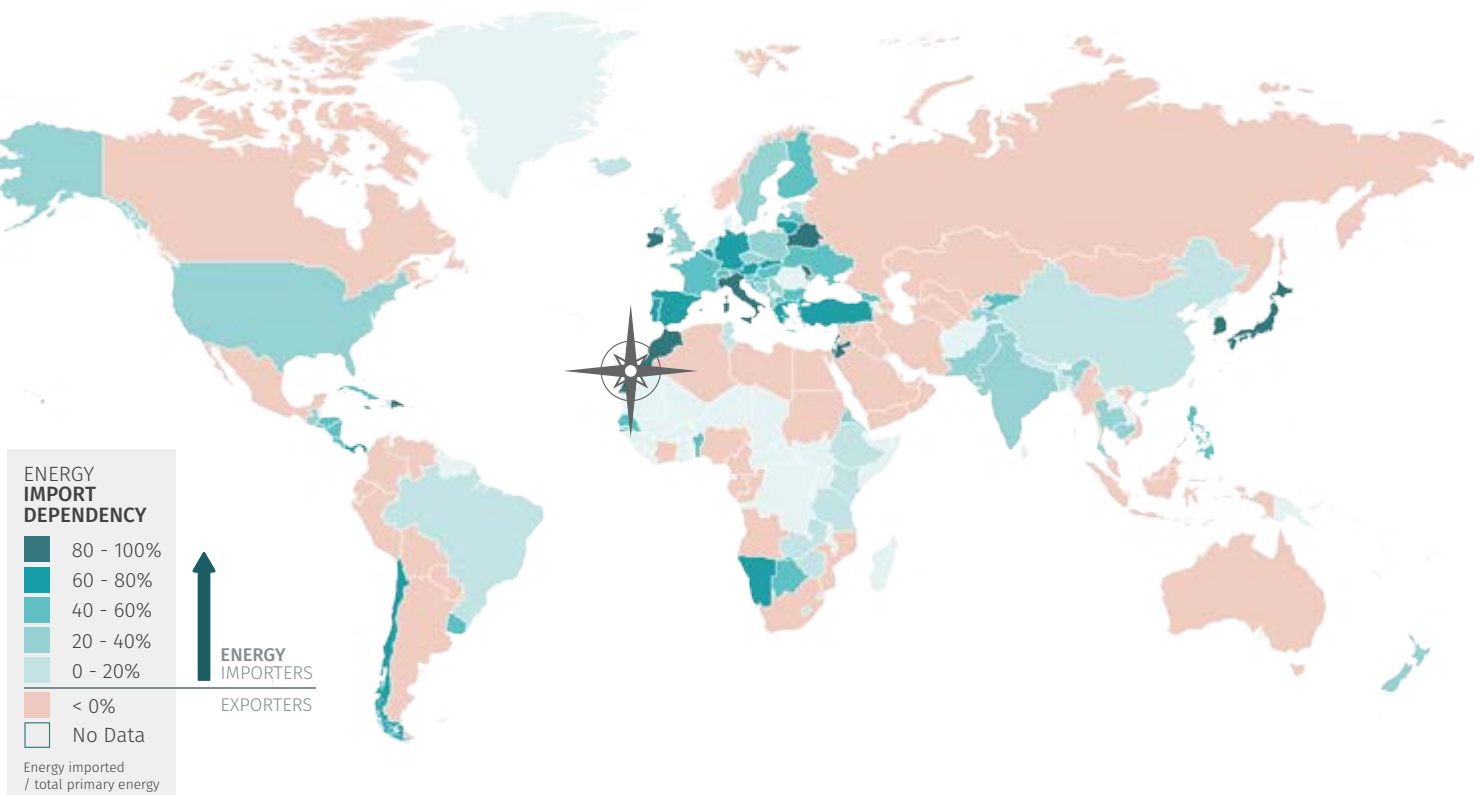 ENERGY
IMPORT
DEPENDENCY
80 - 100%
60 - 80%
40 - 60%
20 - 40%
0 - 20%
< 0%
No Data
Energy imported
/ total primary energy
ENERGY
IMPORTERS
EXPORTERS